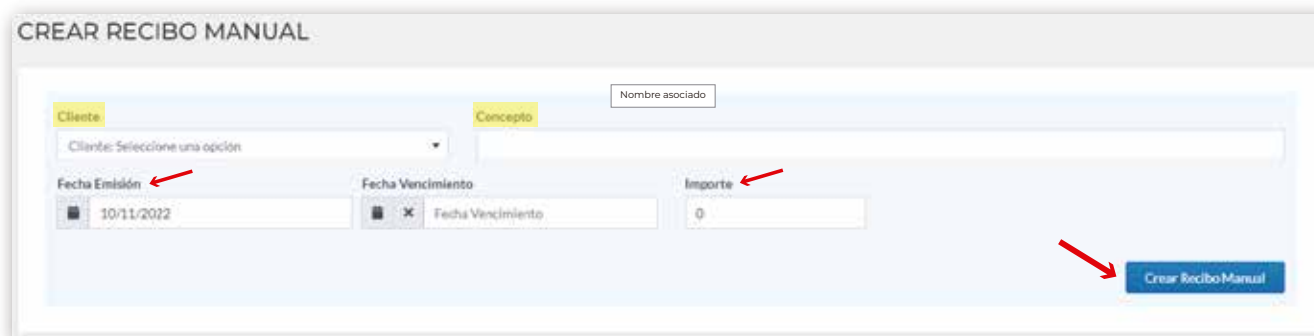 CREAR RECIBO MANUAL
Nombre asociado
Cliente
Concepto
Cliente: Seleccione una opción
Fecha Emisión
Fecha Vencimiento
Importe
10/11/2022
Fecha Vencimiento
0
Crear Recibo Manual